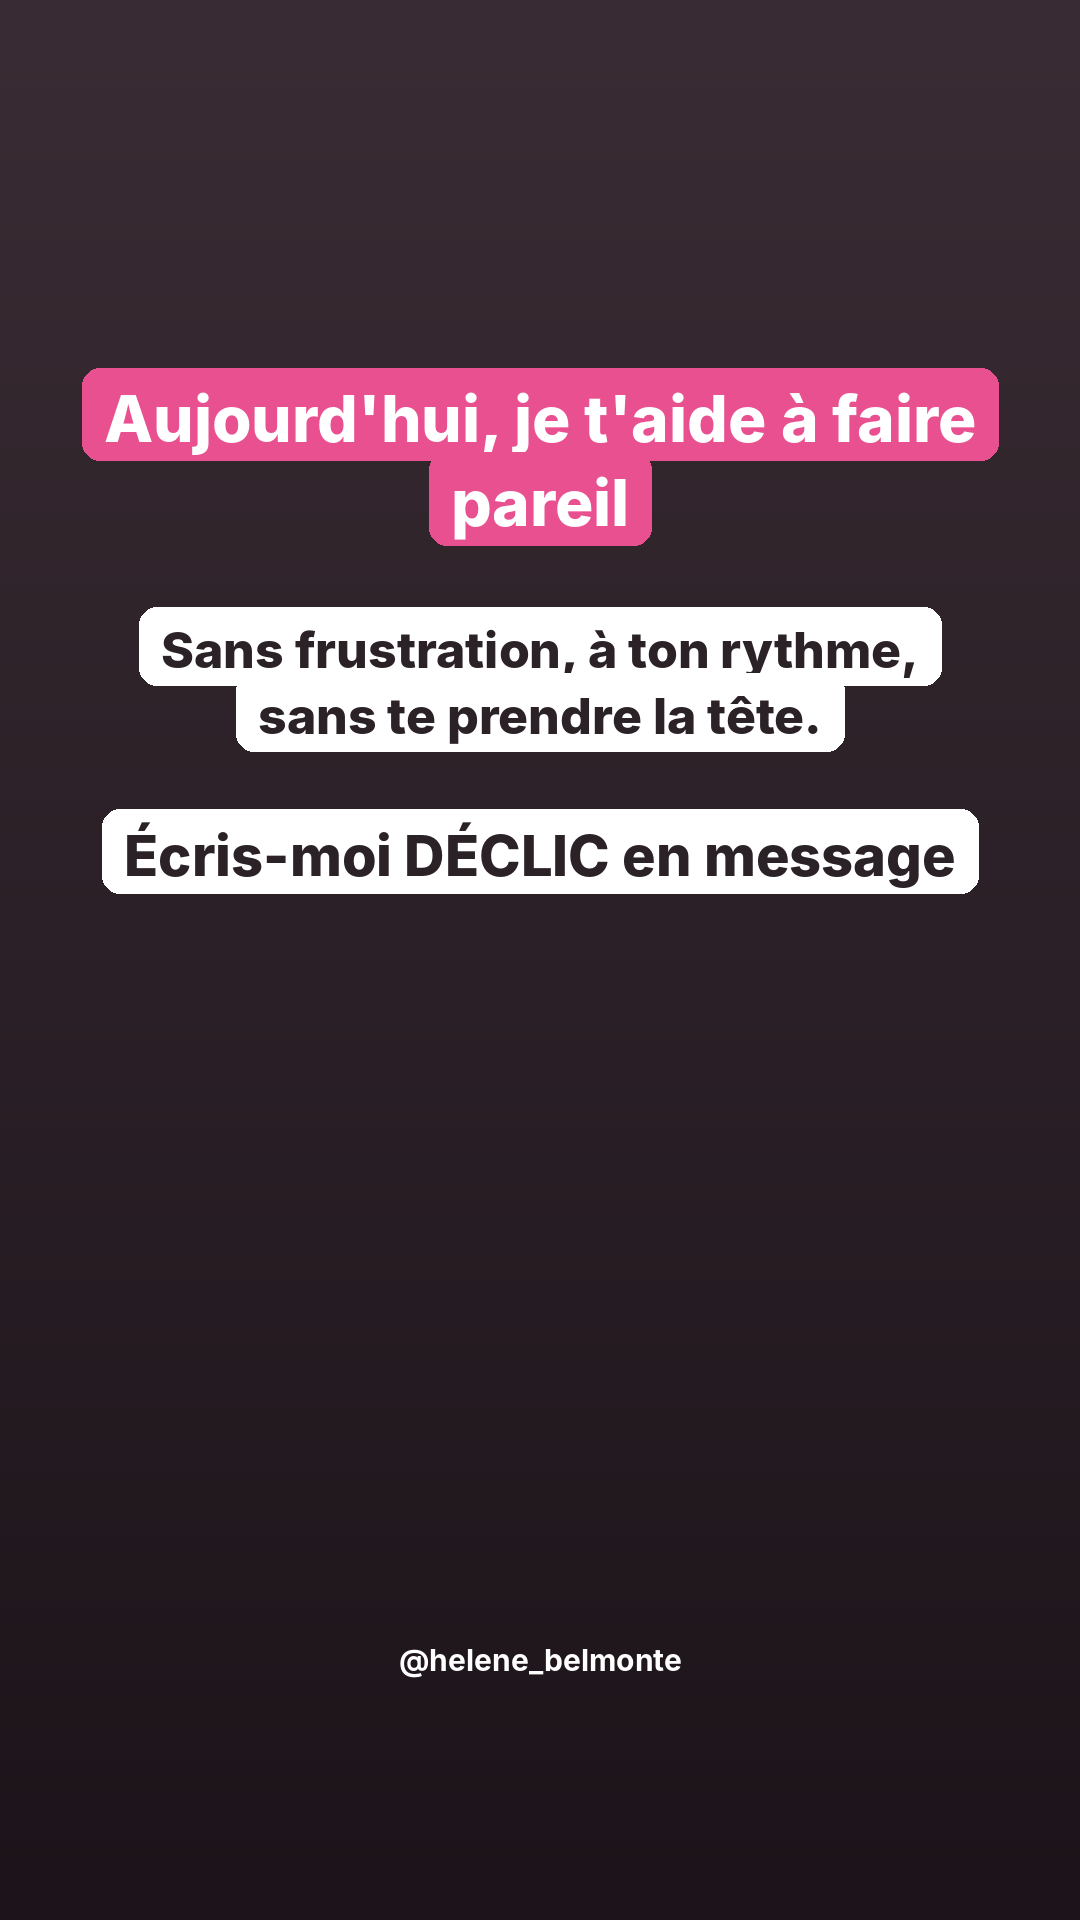 Aujourd'hui, je t'aide à faire
pareil
Sans frustration, à ton rythme,
sans te prendre la tête.
Écris-moi DÉCLIC en message
@helene_belmonte